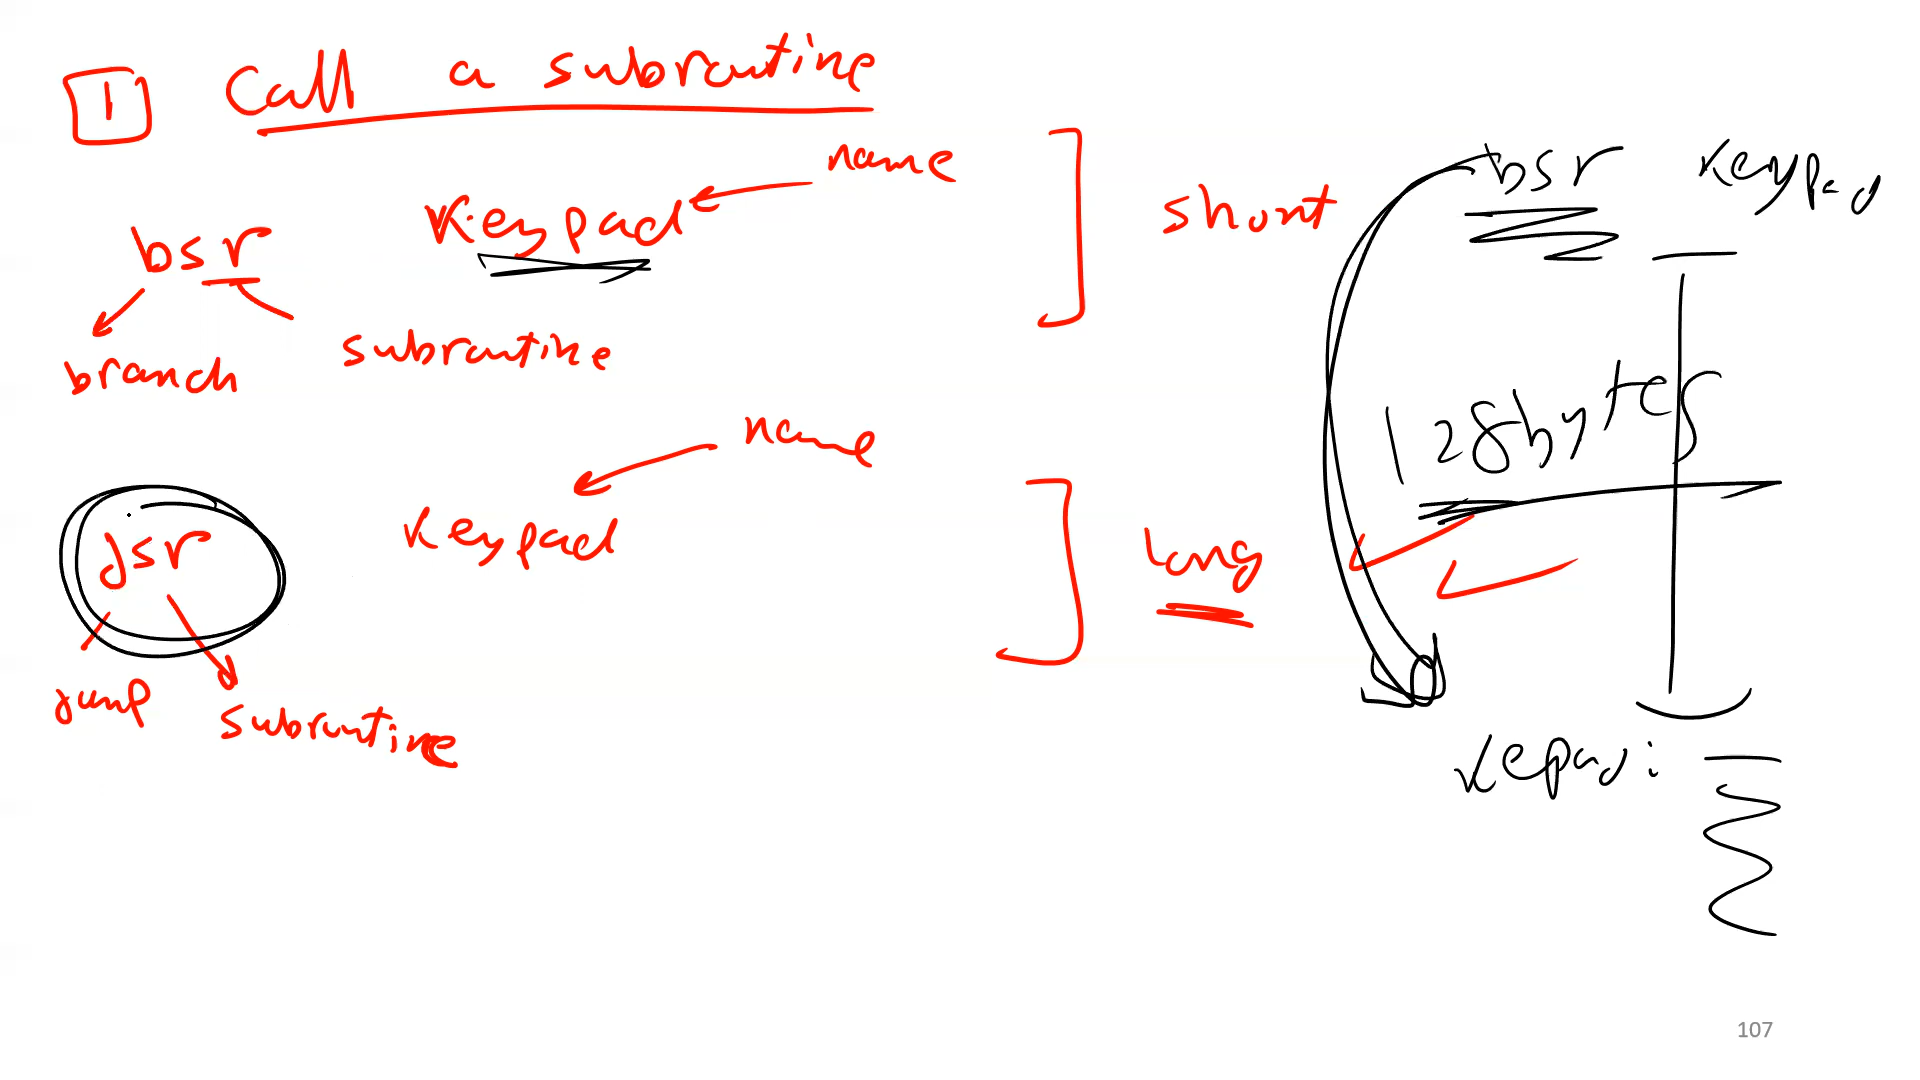 1 Call a subroutine
name
bsr Keypad
short
branch subroutine
name
jsr Keypad
long
jump subroutine
bsr Keypad
128bytes
Kepad:
107